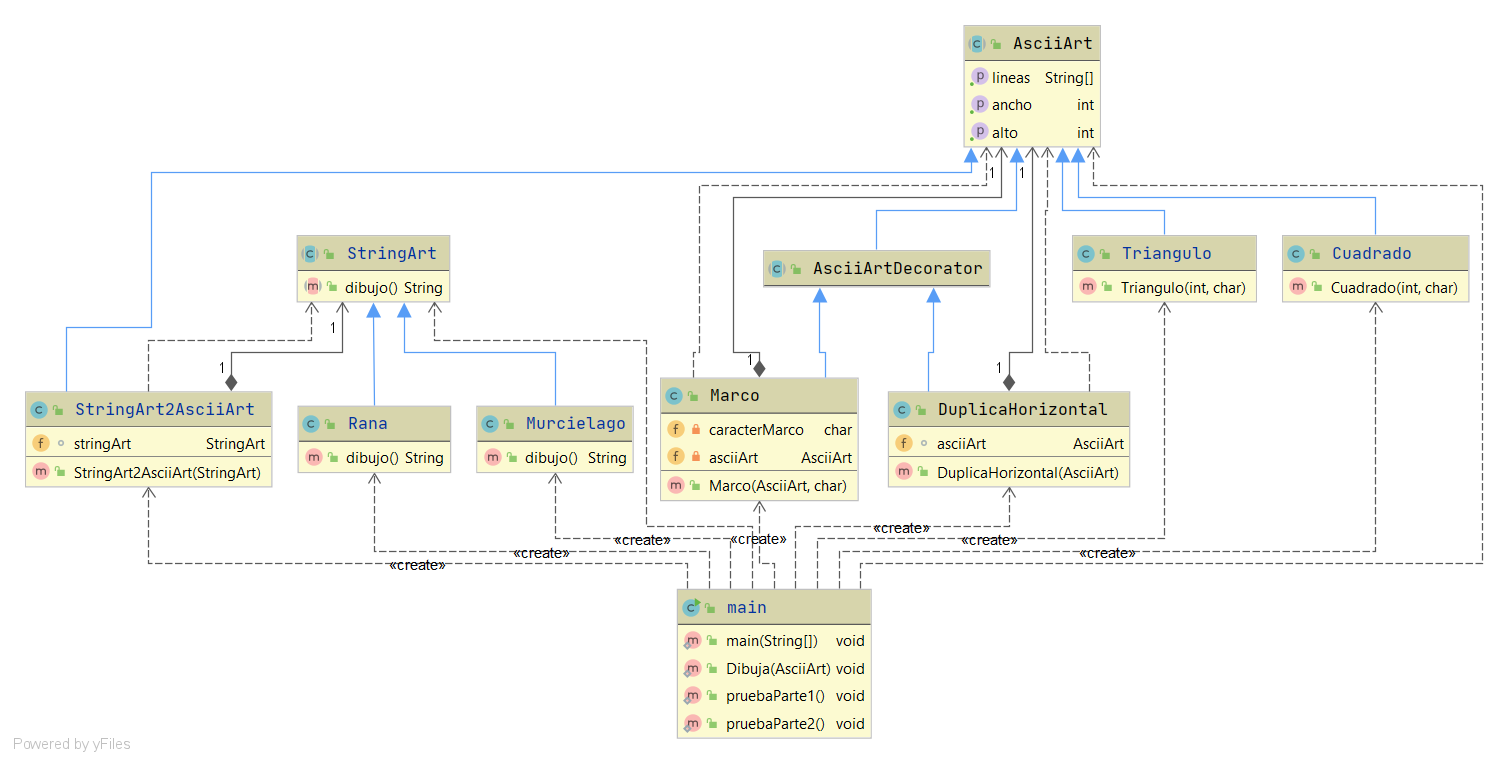 AsciiArt
lineas String[]
ancho int
alto int
1
1
StringArt
dibujo() String
AsciiArtDecorator
Triangulo
Triangulo(int, char)
Cuadrado
Cuadrado(int, char)
1
1
1
1
StringArt2AsciiArt
stringArt StringArt
StringArt2AsciiArt(StringArt)
Rana
dibujo() String
Murcielago
dibujo() String
Marco
caracterMarco char
asciiArt AsciiArt
Marco(AsciiArt, char)
DuplicaHorizontal
asciiArt AsciiArt
DuplicaHorizontal(AsciiArt)
«create»
«create»
«create»
«create»
«create»
«create»
«create»
main
main(String[]) void
Dibuja(AsciiArt) void
pruebaParte1() void
pruebaParte2() void
Powered by yFiles